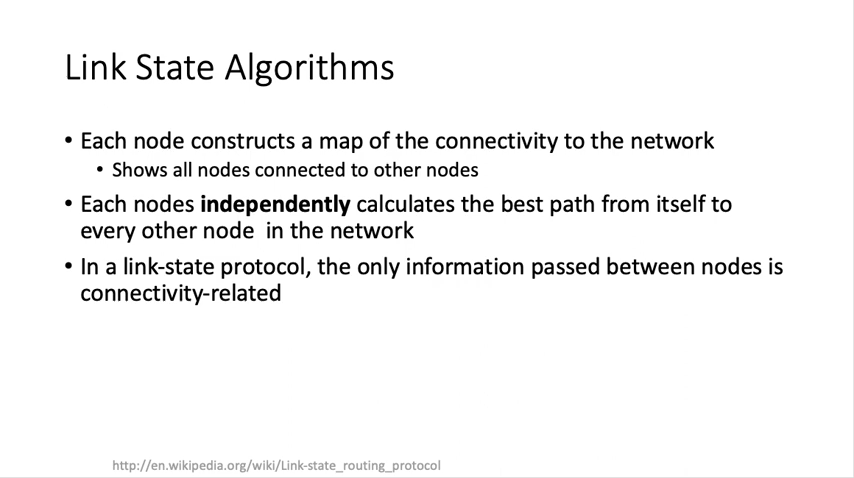 Link State Algorithms
• Each node constructs a map of the connectivity to the network
• Shows all nodes connected to other nodes
• Each nodes independently calculates the best path from itself to
every other node  in the network
• In a link-state protocol, the only information passed between nodes is
connectivity-related
http://en.wikipedia.org/wiki/Link-state_routing_protocol